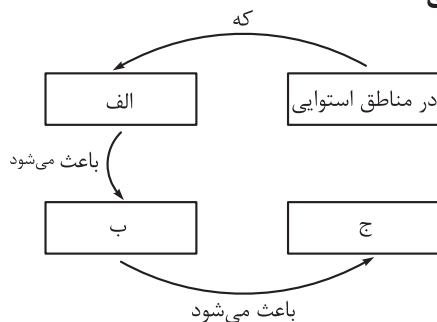 که
در مناطق استوایی
الف
باعث می‌شود
ب
ج
باعث می‌شود